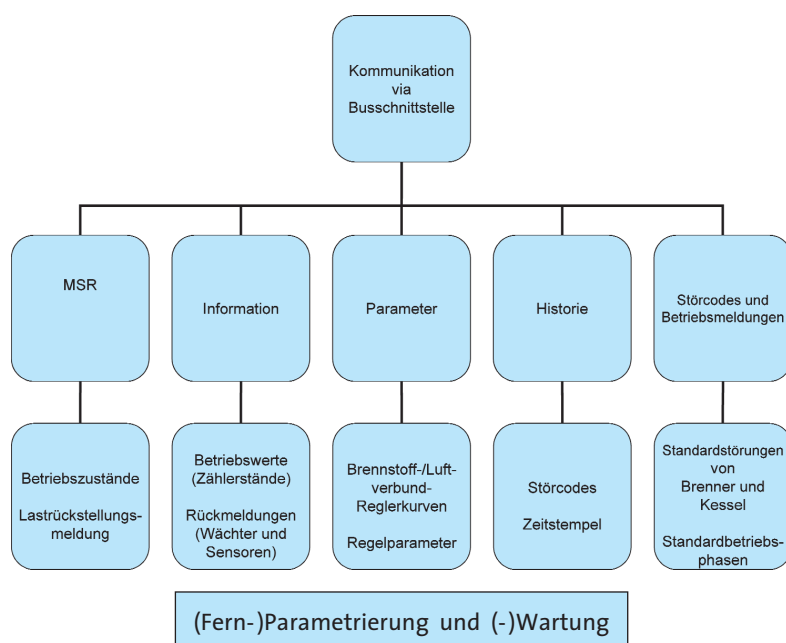 Kommunikation
via
Busschnittstelle
MSR
Information
Parameter
Historie
Störcodes und
Betriebsmeldungen
Betriebszustände
Lastrückstellungs-
meldung
Betriebswerte
(Zählerstände)
Rückmeldungen
(Wächter und
Sensoren)
Brennstoff-/Luft-
verbund-
Reglerkurven
Regelparameter
Störcodes
Zeitstempel
Standardstörungen
von
Brenner und
Kessel
Standardbetriebs-
phasen
(Fern-)Parametrierung und (-)Wartung